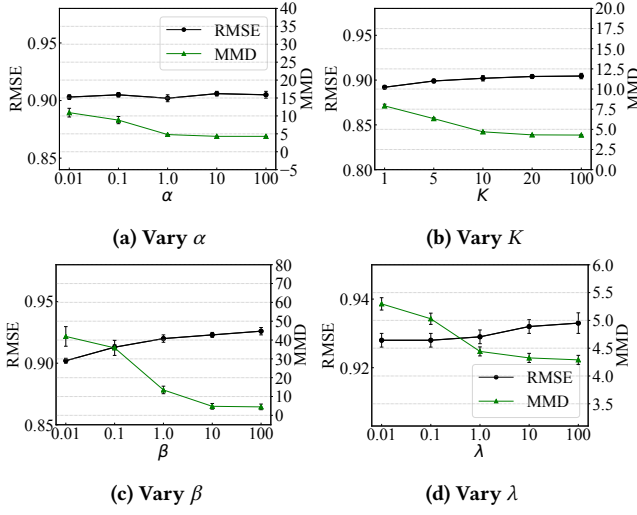 0.95
0.90
0.85
RMSE
RMSE
MMD
40
35
30
25
20
15
10
5
0
−5
MMD
0.01 0.1 1.0 10 100
α
(a) Vary α
0.95
0.90
0.85
0.80
RMSE
20.0
17.5
15.0
12.5
10.0
7.5
5.0
2.5
0.0
MMD
1 5 10 20 100
K
(b) Vary K
0.95
0.90
0.85
RMSE
80
70
60
50
40
30
20
10
0
MMD
0.01 0.1 1.0 10 100
β
(c) Vary β
0.94
0.92
RMSE
RMSE
MMD
6.0
5.5
5.0
4.5
4.0
3.5
MMD
0.01 0.1 1.0 10 100
λ
(d) Vary λ